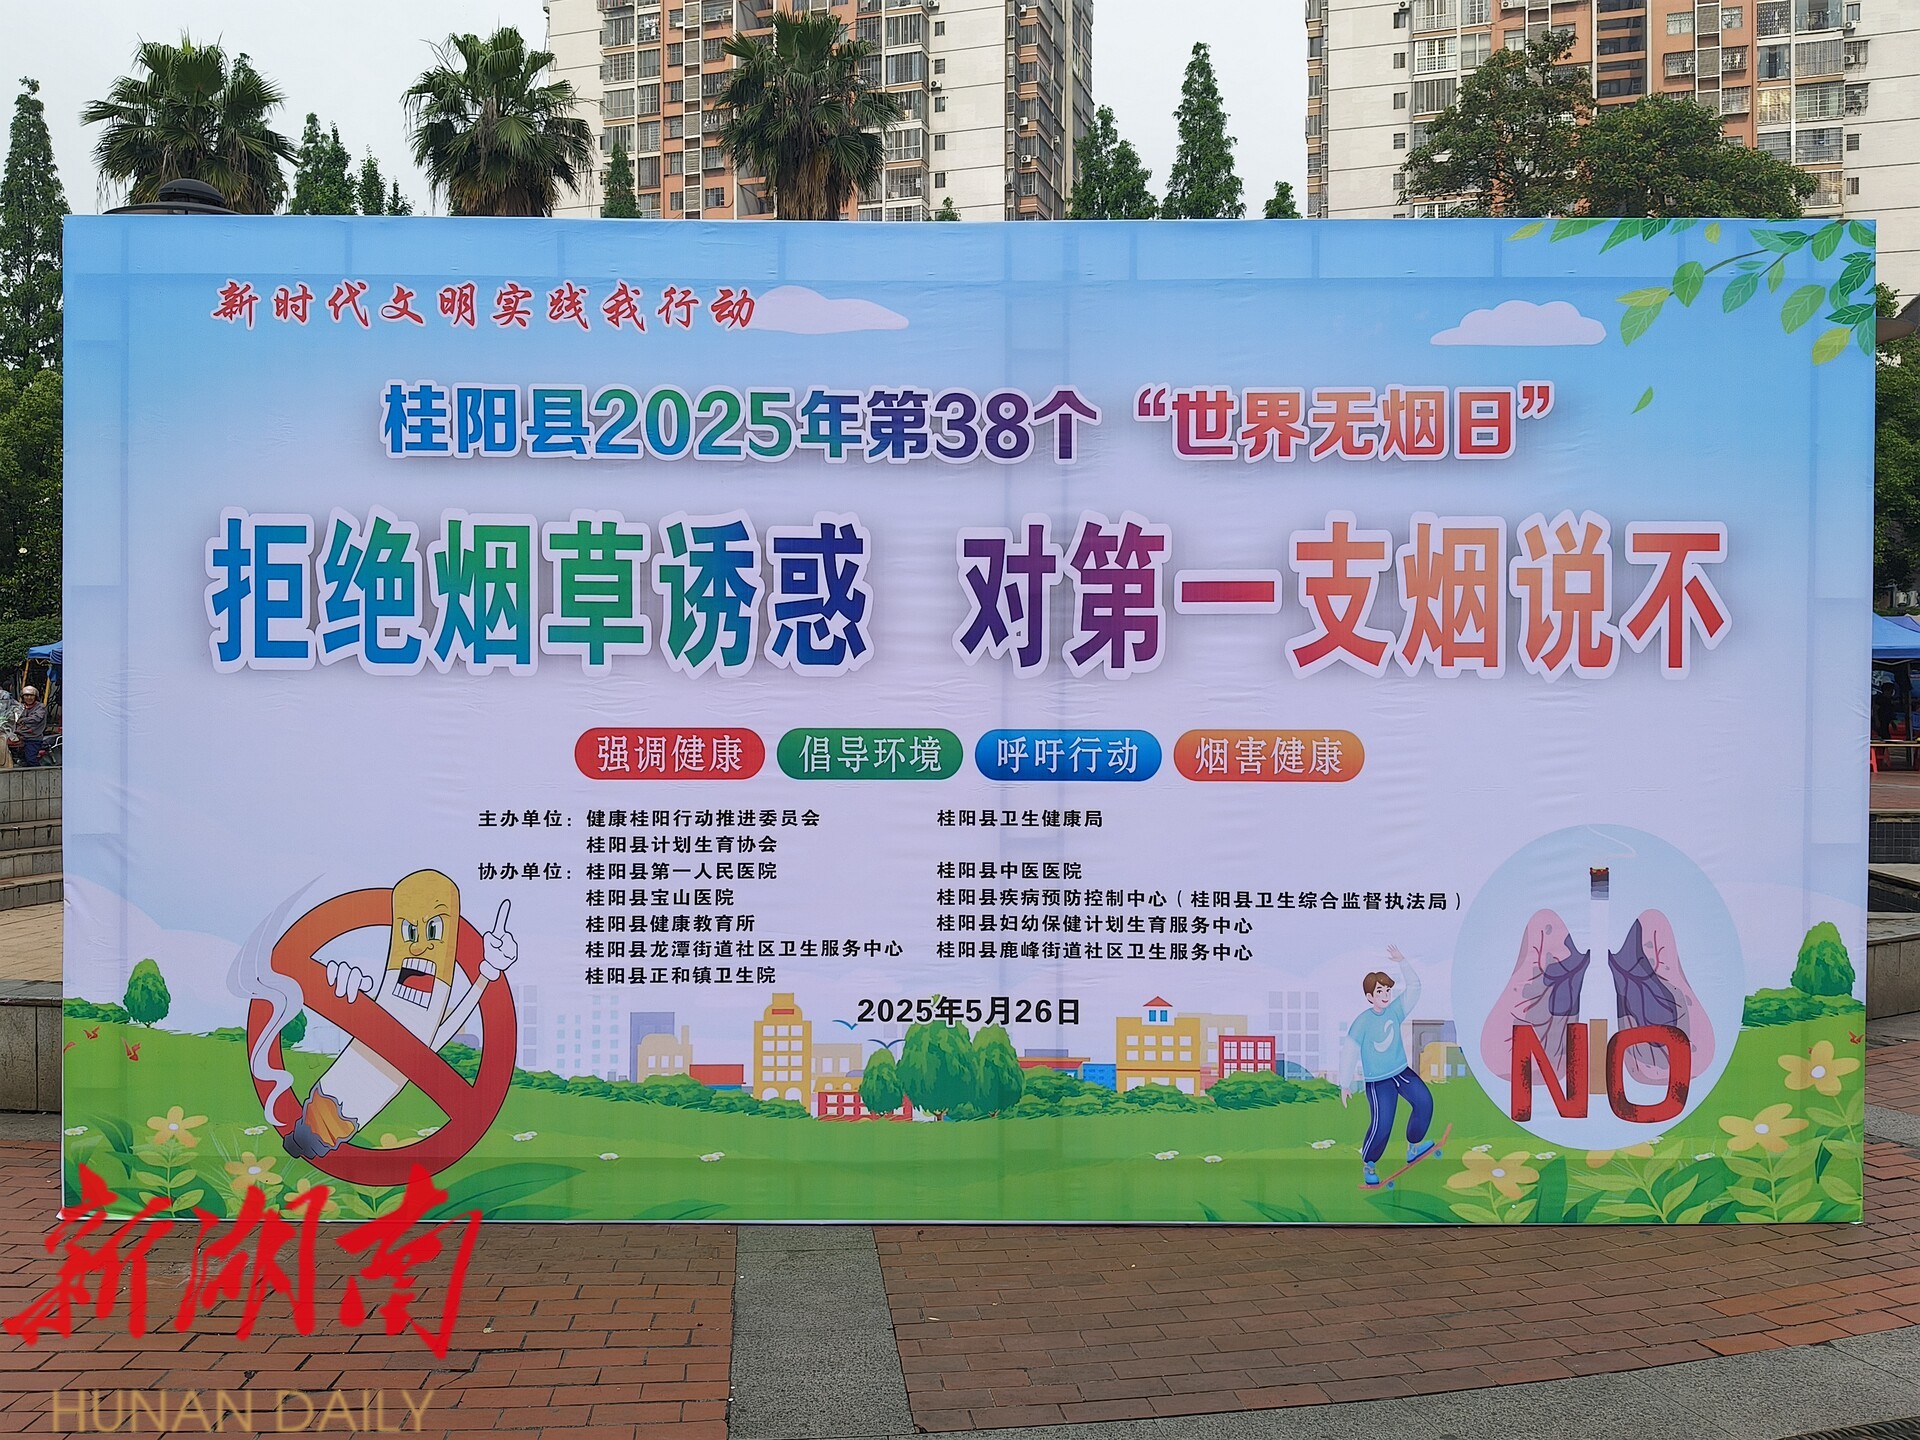 新时代文明实践我行动
桂阳县2025年第38个“世界无烟日”
拒绝烟草诱惑 对第一支烟说不
强调健康 倡导环境 呼吁行动 烟害健康
主办单位：健康桂阳行动推进委员会 桂阳县卫生健康局
桂阳县计划生育协会
协办单位：桂阳县第一人民医院 桂阳县中医医院
桂阳县宝山医院 桂阳县疾病预防控制中心（桂阳县卫生综合监督执法局）
桂阳县健康教育所 桂阳县妇幼保健计划生育服务中心
桂阳县龙潭街道社区卫生服务中心 桂阳县鹿峰街道社区卫生服务中心
桂阳县正和镇卫生院
2025年5月26日
NO
新湖南
HUNAN DAILY